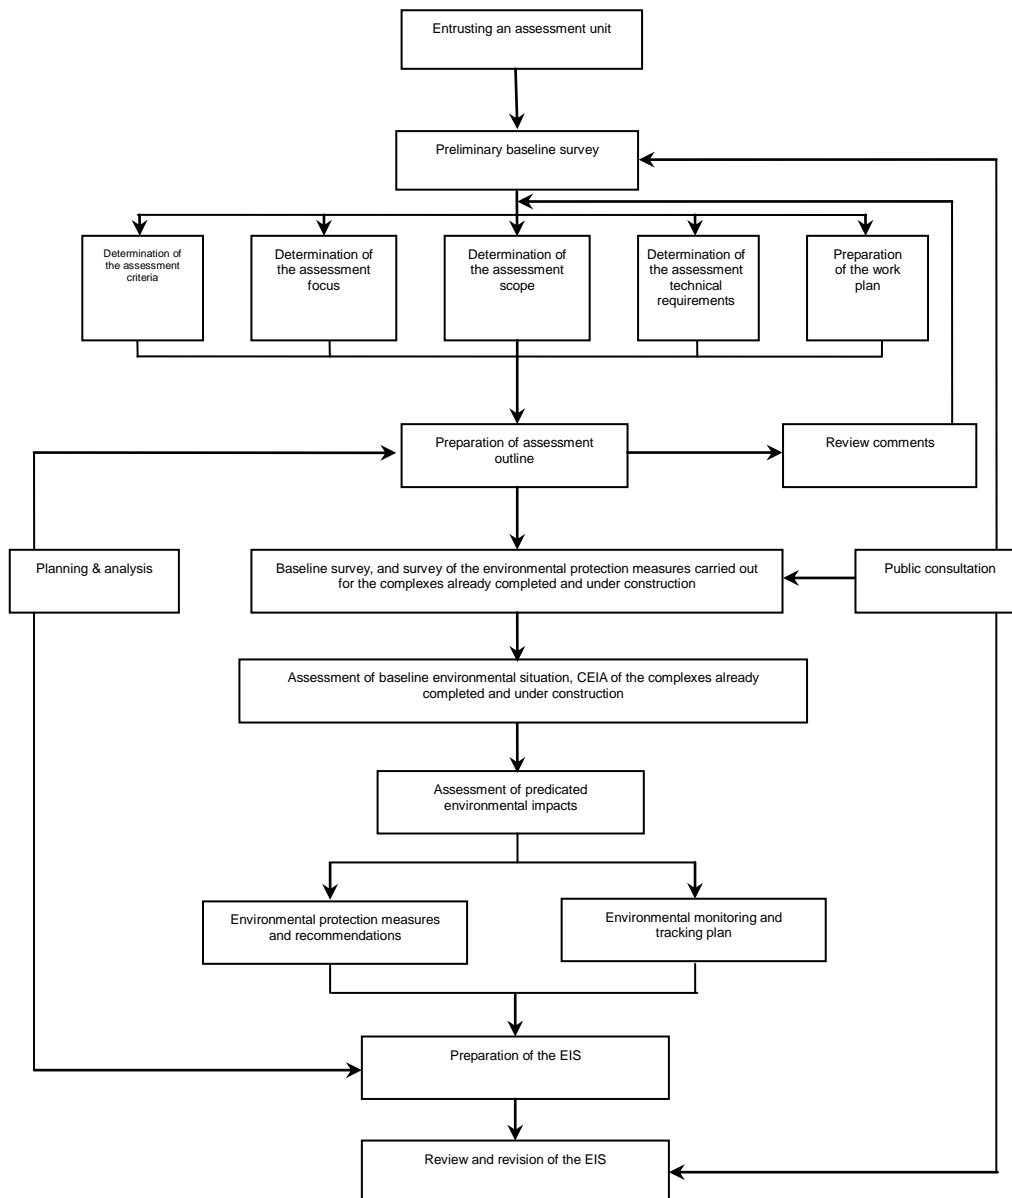 Entrusting an assessment unit
Preliminary baseline survey
Determination of
the assessment
criteria
Determination of
the assessment
focus
Determination of
the assessment
scope
Determination of
the assessment
technical
requirements
Preparation
of the work
plan
Preparation of assessment
outline
Review comments
Planning & analysis
Baseline survey, and survey of the environmental protection measures carried out
for the complexes already completed and under construction
Public consultation
Assessment of baseline environmental situation, CEIA of the complexes already
completed and under construction
Assessment of predicated
environmental impacts
Environmental protection measures
and recommendations
Environmental monitoring and
tracking plan
Preparation of the EIS
Review and revision of the EIS